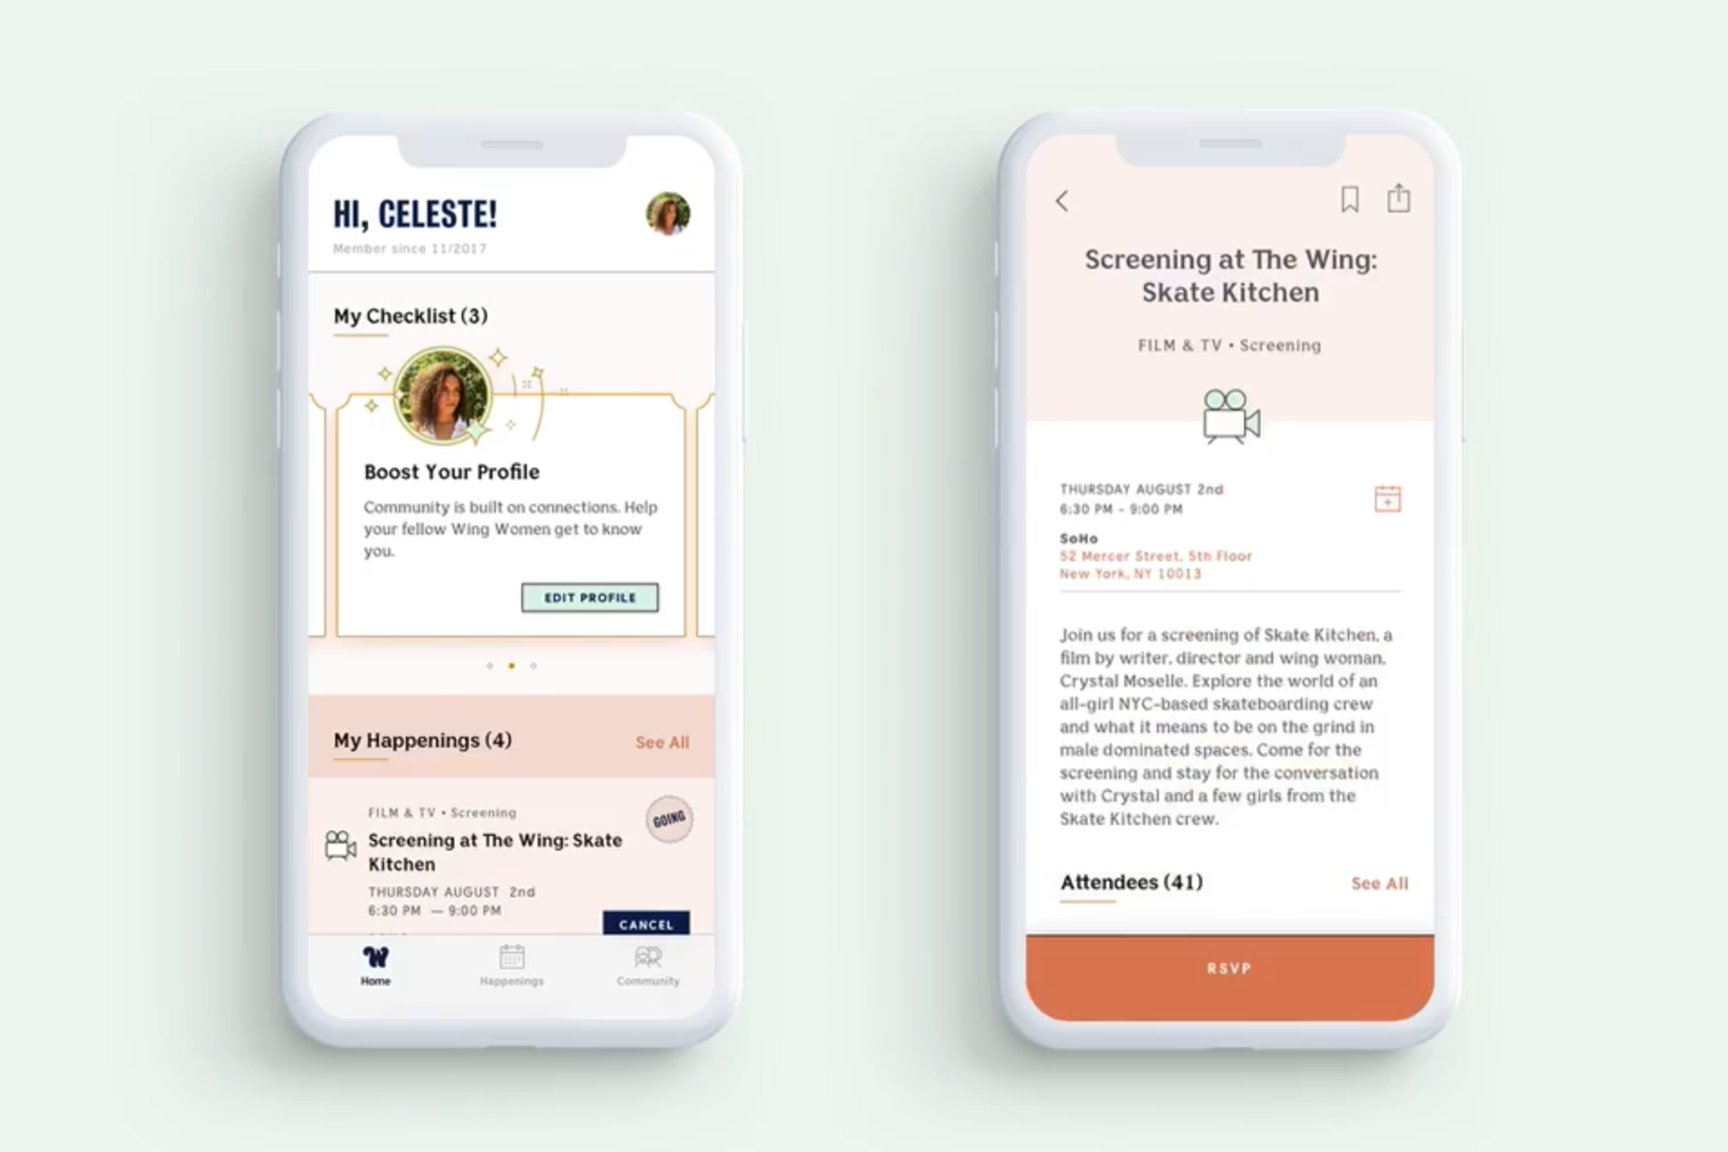 HI, CELESTE!
Member since 11/2017
My Checklist (3)
Boost Your Profile
Community is built on connections. Help
your fellow Wing Women get to know
you.
EDIT PROFILE
My Happenings (4)
See All
FILM & TV • Screening
GOING
Screening at The Wing: Skate
Kitchen
THURSDAY AUGUST 2nd
6:30 PM — 9:00 PM
CANCEL
W
Home
Happenings
Community
Screening at The Wing:
Skate Kitchen
FILM & TV • Screening
THURSDAY AUGUST 2nd
6:30 PM - 9:00 PM
SoHo
52 Mercer Street, 5th Floor
New York, NY 10013
Join us for a screening of Skate Kitchen, a
film by writer, director and wing woman,
Crystal Moselle. Explore the world of an
all-girl NYC-based skateboarding crew
and what it means to be on the grind in
male dominated spaces. Come for the
screening and stay for the conversation
with Crystal and a few girls from the
Skate Kitchen crew.
Attendees (41)
See All
RSVP